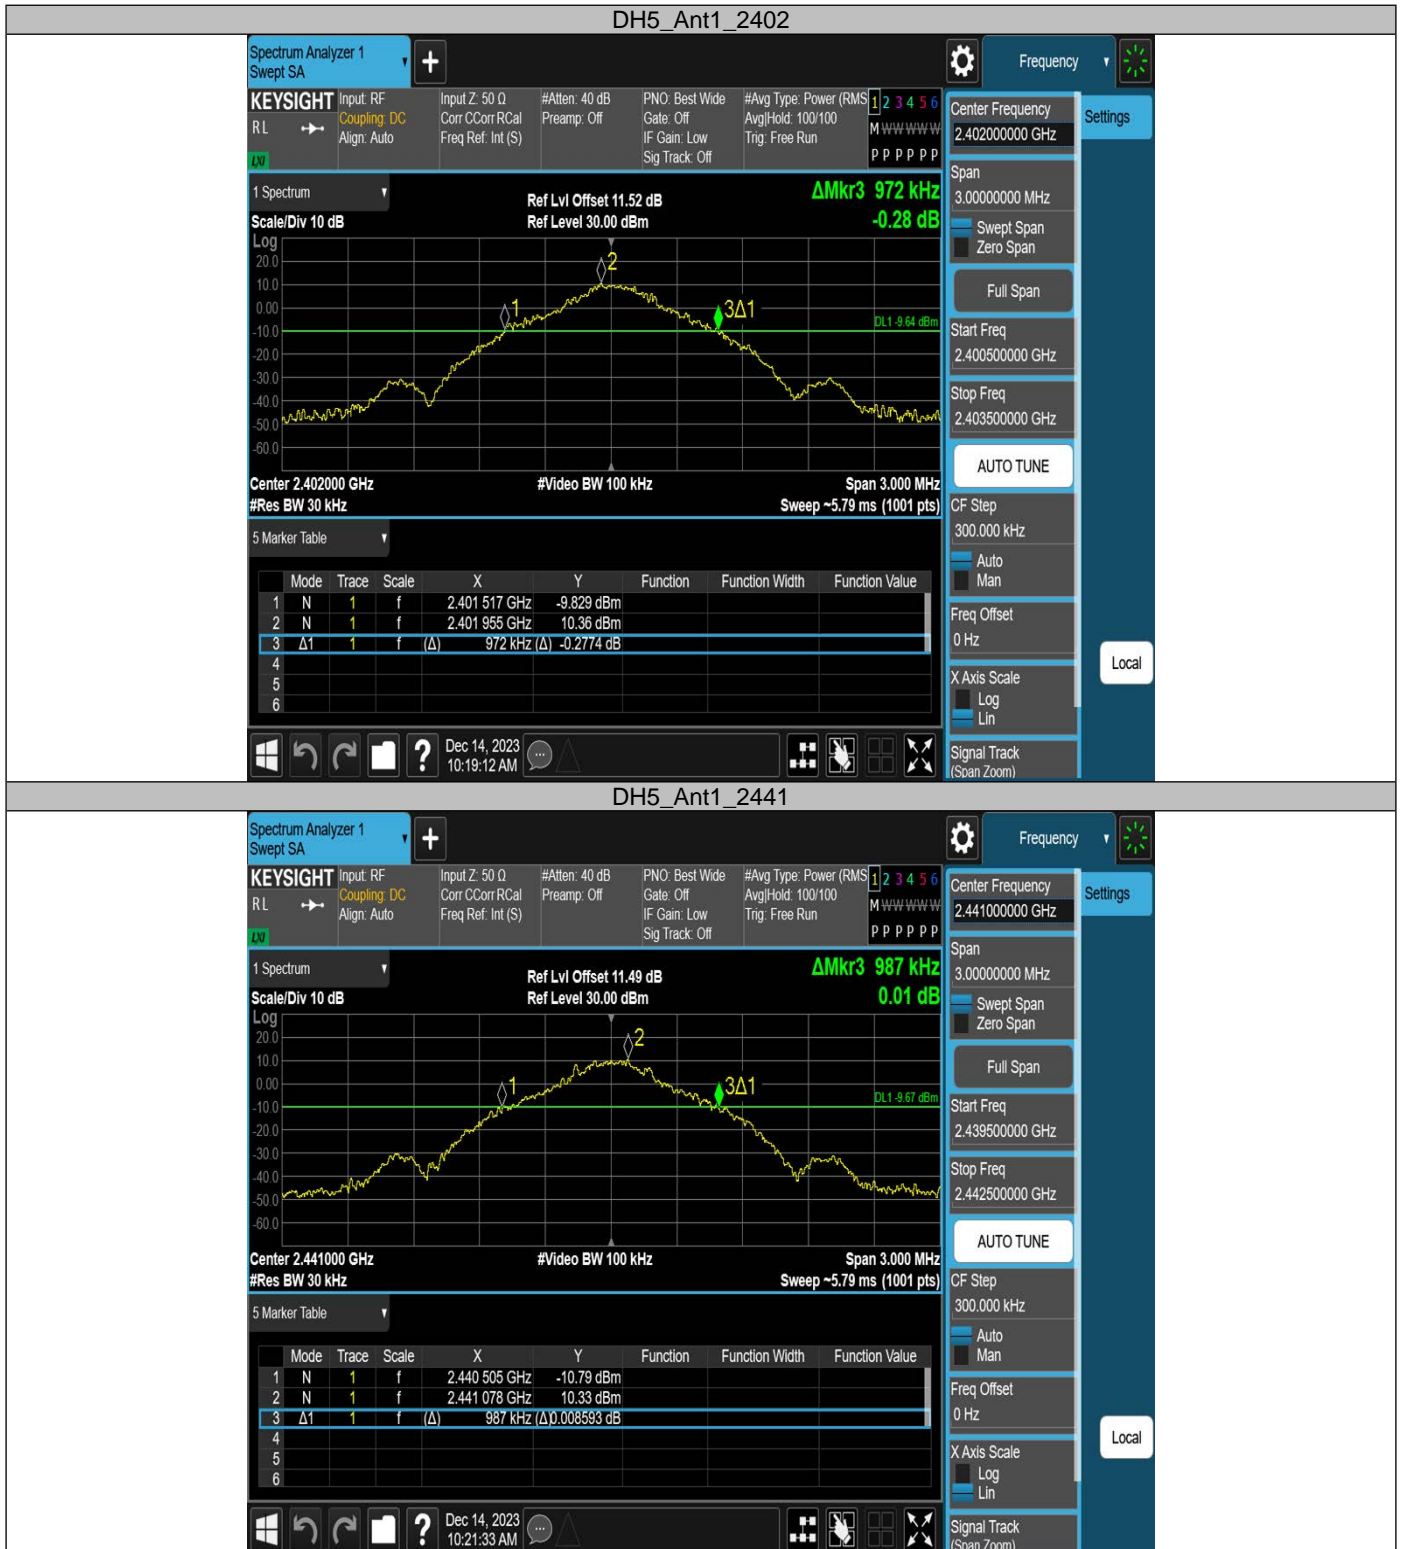 DH5_Ant1_2402
Spectrum Analyzer 1
Swept SA
+
Frequency
KEYSIGHT
RL
LXI
Input: RF
Coupling: DC
Align: Auto
Input Z: 50 Ω
Corr CCorr RCal
Freq Ref: Int (S)
#Atten: 40 dB
Preamp: Off
PNO: Best Wide
Gate: Off
IF Gain: Low
Sig Track: Off
#Avg Type: Power (RMS
Avg|Hold: 100/100
Trig: Free Run
1 2 3 4 5 6
M W W W W W
P P P P P P
Center Frequency
2.402000000 GHz
Settings
Span
3.00000000 MHz
Swept Span
Zero Span
Full Span
Start Freq
2.400500000 GHz
Stop Freq
2.403500000 GHz
AUTO TUNE
CF Step
300.000 kHz
Auto
Man
Freq Offset
0 Hz
X Axis Scale
Log
Lin
Signal Track
(Span Zoom)
Local
1 Spectrum
Scale/Div 10 dB
Ref Lvl Offset 11.52 dB
Ref Level 30.00 dBm
ΔMkr3 972 kHz
-0.28 dB
Log
20.0
10.0
0.00
-10.0
-20.0
-30.0
-40.0
-50.0
-60.0
1
2
3Δ1
DL1 -9.64 dBm
Center 2.402000 GHz
#Video BW 100 kHz
Span 3.000 MHz
#Res BW 30 kHz
Sweep ~5.79 ms (1001 pts)
5 Marker Table
Mode Trace Scale X Y Function Function Width Function Value
1 N 1 f 2.401 517 GHz -9.829 dBm
2 N 1 f 2.401 955 GHz 10.36 dBm
3 Δ1 1 f (Δ) 972 kHz (Δ) -0.2774 dB
4
5
6
?
Dec 14, 2023
10:19:12 AM
DH5_Ant1_2441
Spectrum Analyzer 1
Swept SA
+
Frequency
KEYSIGHT
RL
LXI
Input: RF
Coupling: DC
Align: Auto
Input Z: 50 Ω
Corr CCorr RCal
Freq Ref: Int (S)
#Atten: 40 dB
Preamp: Off
PNO: Best Wide
Gate: Off
IF Gain: Low
Sig Track: Off
#Avg Type: Power (RMS
Avg|Hold: 100/100
Trig: Free Run
1 2 3 4 5 6
M W W W W W
P P P P P P
Center Frequency
2.441000000 GHz
Settings
Span
3.00000000 MHz
Swept Span
Zero Span
Full Span
Start Freq
2.439500000 GHz
Stop Freq
2.442500000 GHz
AUTO TUNE
CF Step
300.000 kHz
Auto
Man
Freq Offset
0 Hz
X Axis Scale
Log
Lin
Signal Track
(Span Zoom)
Local
1 Spectrum
Scale/Div 10 dB
Ref Lvl Offset 11.49 dB
Ref Level 30.00 dBm
ΔMkr3 987 kHz
0.01 dB
Log
20.0
10.0
0.00
-10.0
-20.0
-30.0
-40.0
-50.0
-60.0
1
2
3Δ1
DL1 -9.67 dBm
Center 2.441000 GHz
#Video BW 100 kHz
Span 3.000 MHz
#Res BW 30 kHz
Sweep ~5.79 ms (1001 pts)
5 Marker Table
Mode Trace Scale X Y Function Function Width Function Value
1 N 1 f 2.440 505 GHz -10.79 dBm
2 N 1 f 2.441 078 GHz 10.33 dBm
3 Δ1 1 f (Δ) 987 kHz (Δ)0.008593 dB
4
5
6
?
Dec 14, 2023
10:21:33 AM